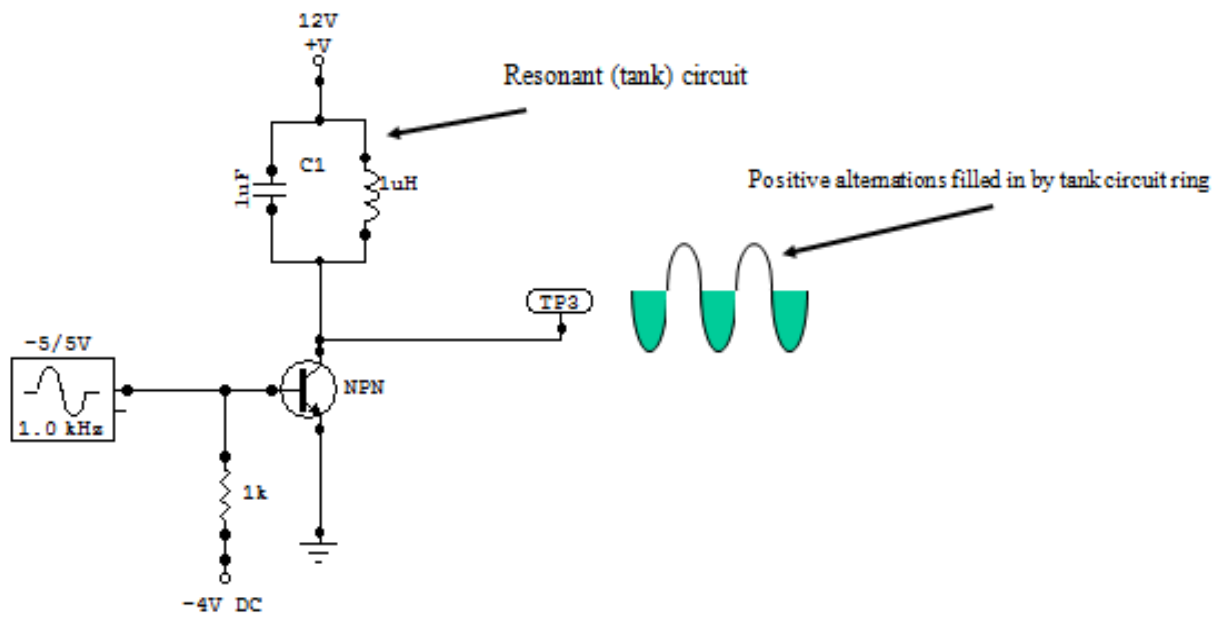 12V
+V
Resonant (tank) circuit
C1
1uF
1uH
Positive alternations filled in by tank circuit ring
TP3
-5/5V
NPN
1.0 kHz
1k
-4V DC